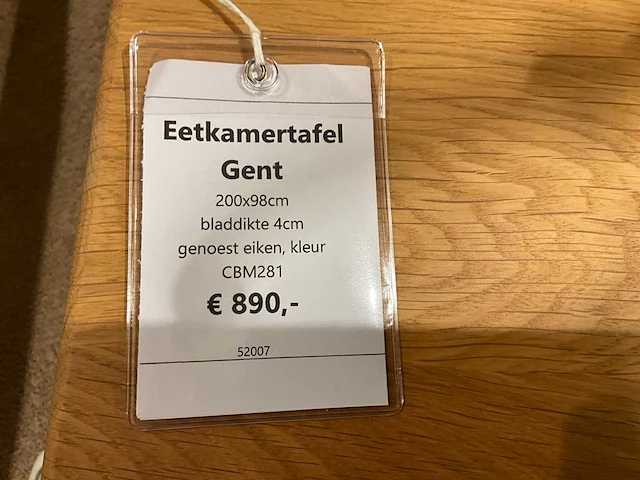 Eetkamertafel
Gent
200x98cm
bladdikte 4cm
genoest eiken, kleur
CBM281
€ 890,-
52007